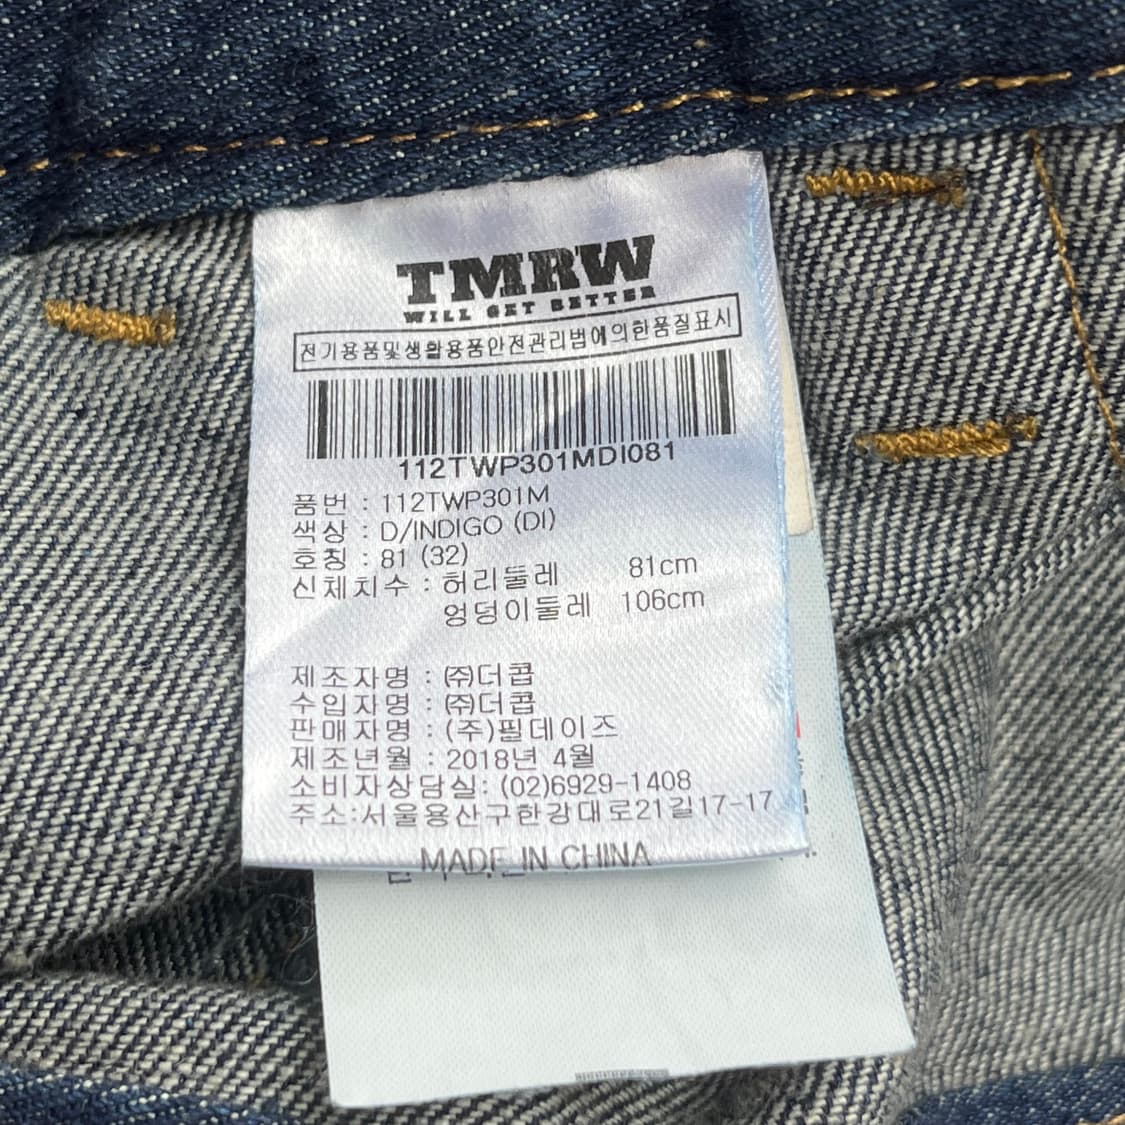 TMRW
WILL GET BETTER
전기용품및생활용품안전관리법에의한품질표시
112TWP301MDI081
품번 : 112TWP301M
색상 : D/INDIGO (DI)
호칭 : 81 (32)
신체치수 : 허리둘레 81cm
엉덩이둘레 106cm
제조자명 : ㈜더콥
수입자명 : ㈜더콥
판매자명 : (주)필데이즈
제조년월 : 2018년 4월
소비자상담실: (02)6929-1408
주소:서울용산구한강대로21길17-17
MADE IN CHINA